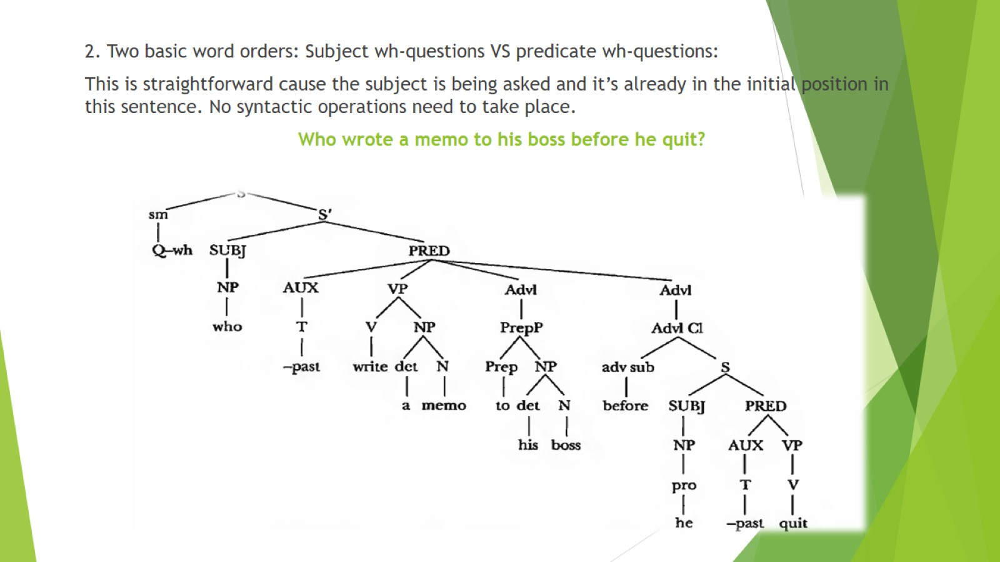 2. Two basic word orders: Subject wh-questions VS predicate wh-questions:
This is straightforward cause the subject is being asked and it’s already in the initial position in
this sentence. No syntactic operations need to take place.
Who wrote a memo to his boss before he quit?
S
sm S'
Q-wh SUBJ PRED
NP AUX VP Advl Advl
who T V NP PrepP Advl Cl
-past write det N Prep NP adv sub S
a memo to det N before SUBJ PRED
his boss NP AUX VP
pro T V
he -past quit